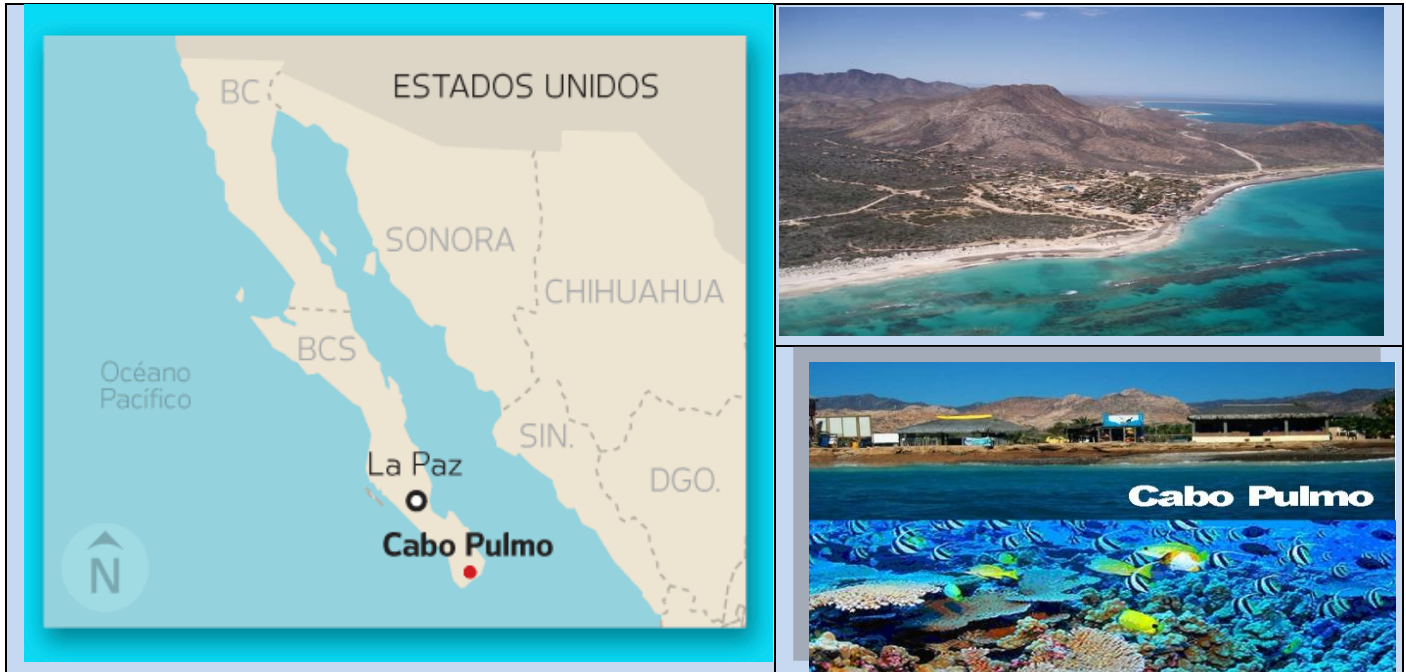 BC
ESTADOS UNIDOS
SONORA
CHIHUAHUA
BCS
Océano
Pacífico
SIN.
La Paz
DGO.
Cabo Pulmo
N
Cabo Pulmo